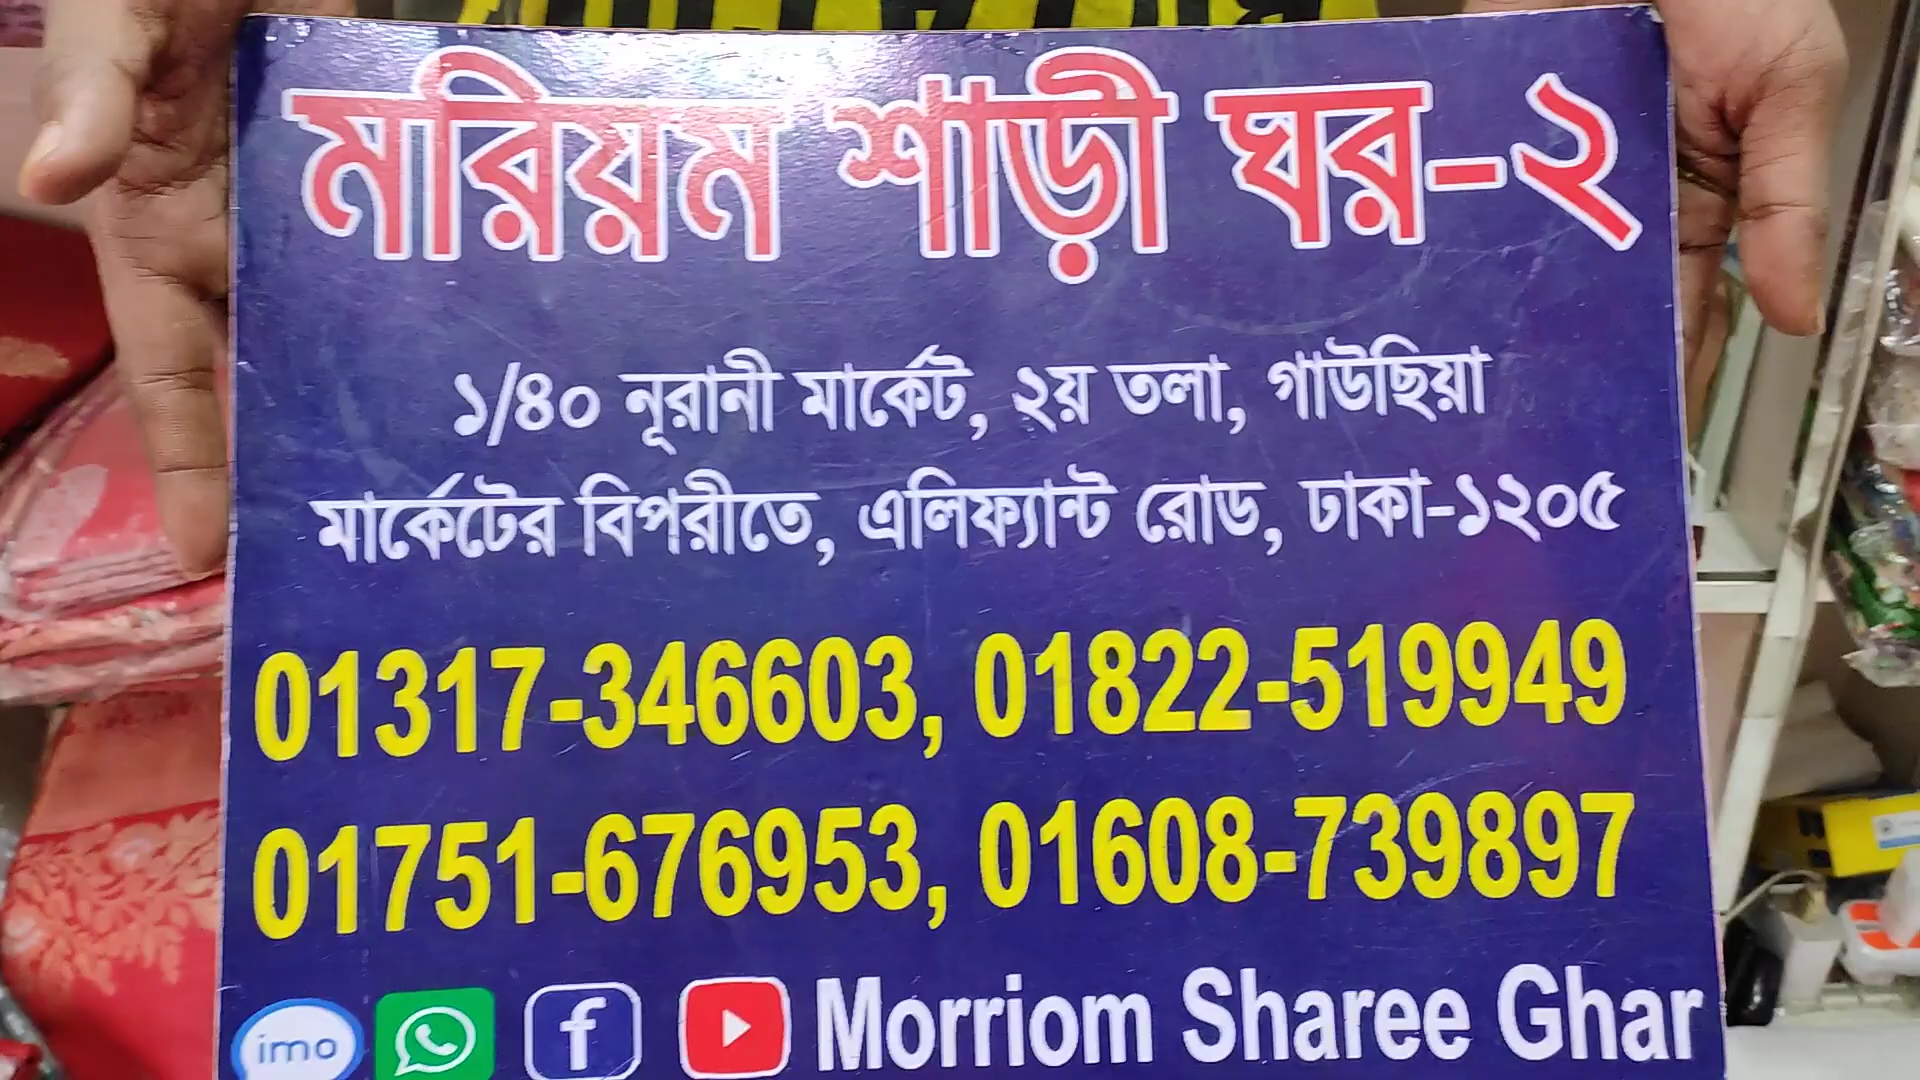 মরিয়ম শাড়ী ঘর-২
১/৪০ নূরানী মার্কেট, ২য় তলা, গাউছিয়া
মার্কেটের বিপরীতে, এলিফ্যান্ট রোড, ঢাকা-১২০৫
01317-346603, 01822-519949
01751-676953, 01608-739897
imo f Morriom Sharee Ghar